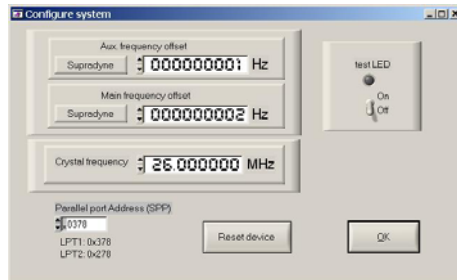 Configure system
Aux. frequency offset
Supradyne 000000001 Hz
Main frequency offset
Supradyne 000000002 Hz
Crystal frequency 26.000000 MHz
test LED
On
Off
Parallel port Address (SPP)
0378
LPT1: 0x378
LPT2: 0x278
Reset device
OK